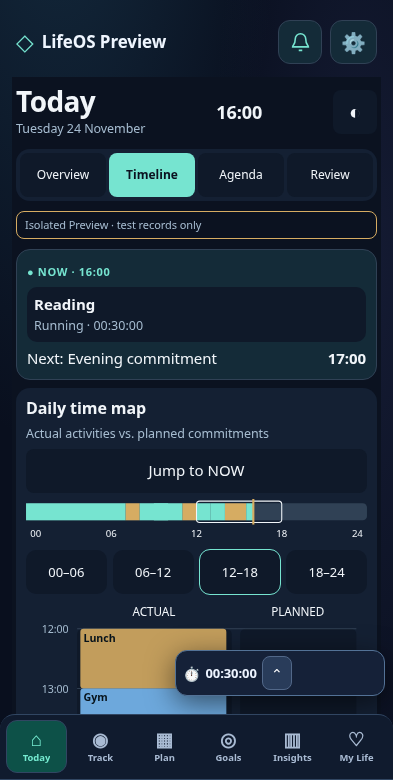 LifeOS Preview
Today
Tuesday 24 November
16:00
Overview
Timeline
Agenda
Review
Isolated Preview · test records only
● NOW · 16:00
Reading
Running · 00:30:00
Next: Evening commitment
17:00
Daily time map
Actual activities vs. planned commitments
Jump to NOW
00
06
12
18
24
00–06
06–12
12–18
18–24
ACTUAL
PLANNED
12:00
Lunch
00:30:00
13:00
Gym
Today
Track
Plan
Goals
Insights
My Life